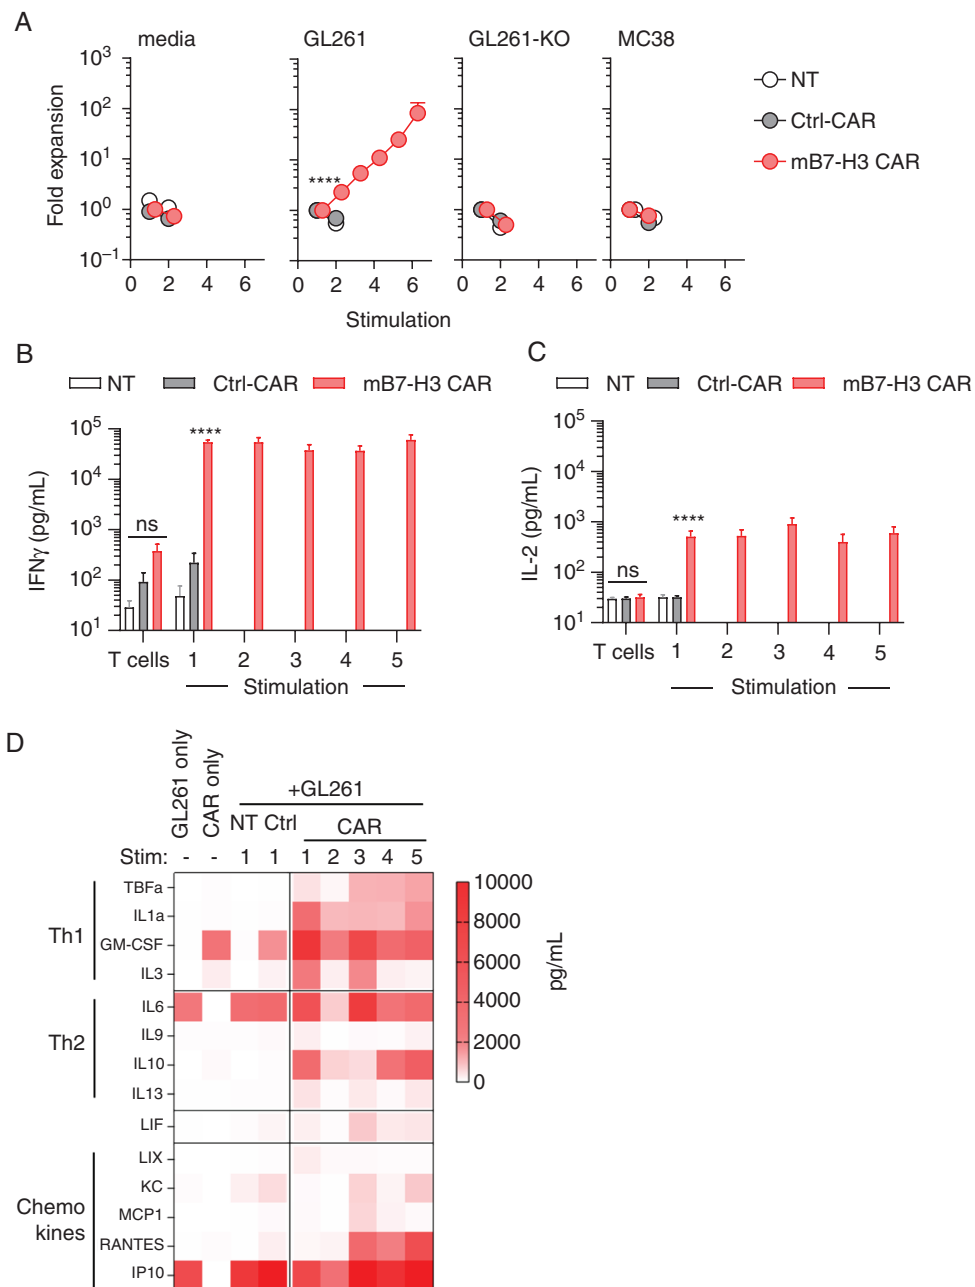 A
media
GL261
GL261-KO
MC38
10³
10²
10¹
10⁰
10⁻¹
Fold expansion
****
0 2 4 6
0 2 4 6
0 2 4 6
0 2 4 6
Stimulation
NT
Ctrl-CAR
mB7-H3 CAR
B
NT Ctrl-CAR mB7-H3 CAR
10⁵
10⁴
10³
10²
10¹
IFNγ (pg/mL)
ns
****
T cells 1 2 3 4 5
Stimulation
C
NT Ctrl-CAR mB7-H3 CAR
10⁵
10⁴
10³
10²
10¹
IL-2 (pg/mL)
ns
****
T cells 1 2 3 4 5
Stimulation
D
GL261 only
CAR only
+GL261
NT Ctrl CAR
Stim: - - 1 1 1 2 3 4 5
Th1
TBFa
IL1a
GM-CSF
IL3
Th2
IL6
IL9
IL10
IL13
LIF
Chemo
kines
LIX
KC
MCP1
RANTES
IP10
10000
8000
6000
4000
2000
0
pg/mL